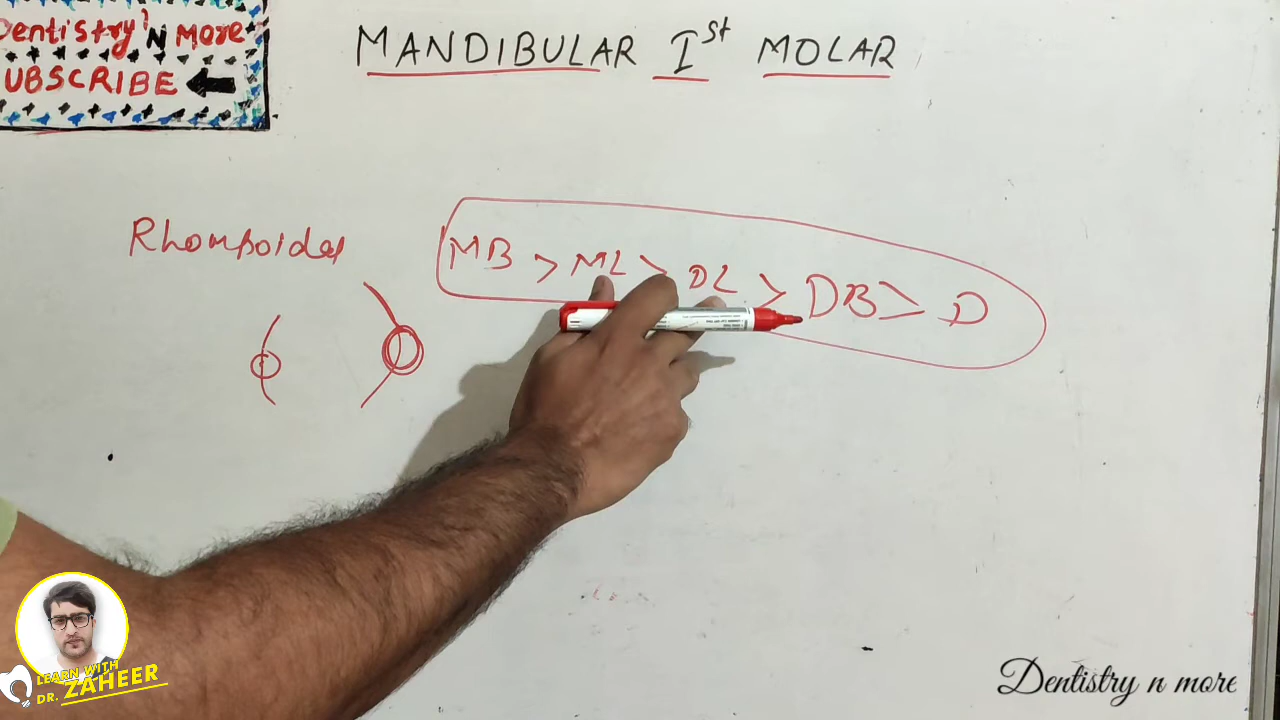 Dentistry 'N More
UBSCRIBE
MANDIBULAR Ist MOLAR
Rhomboidal
MB > ML > DL > DB > D
LEARN WITH
DR. ZAHEER
Dentistry n more